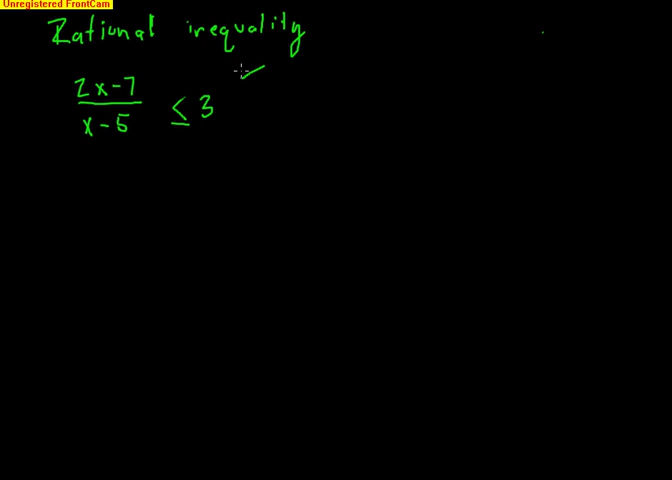 Unregistered FrontCam
Rational inequality
2x-7
x-5
≤ 3